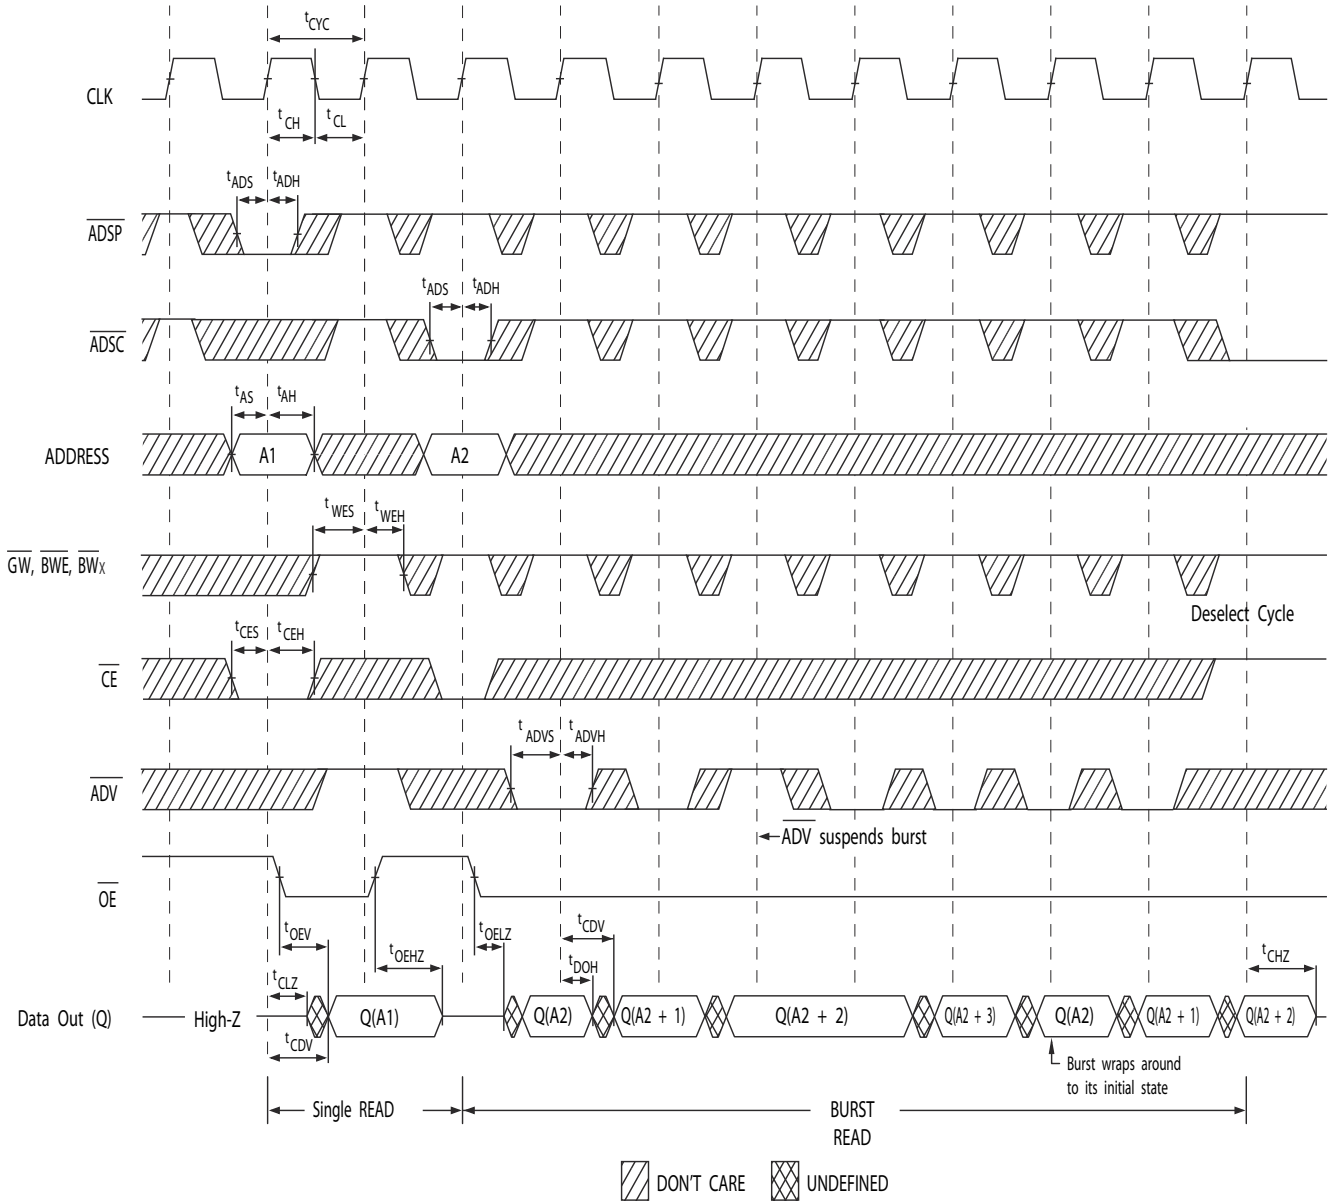 tCYC
CLK
tCH tCL
tADS tADH
ADSP
tADS tADH
ADSC
tAS tAH
ADDRESS A1 A2
tWES tWEH
GW, BWE, BWx
Deselect Cycle
tCES tCEH
CE
tADVS tADVH
ADV
ADV suspends burst
OE
tOEV tOEHZ tOELZ tCDV
tCLZ tDOH tCHZ
Data Out (Q) High-Z Q(A1) Q(A2) Q(A2 + 1) Q(A2 + 2) Q(A2 + 3) Q(A2) Q(A2 + 1) Q(A2 + 2)
tCDV
Burst wraps around
to its initial state
Single READ BURST
READ
DON'T CARE UNDEFINED